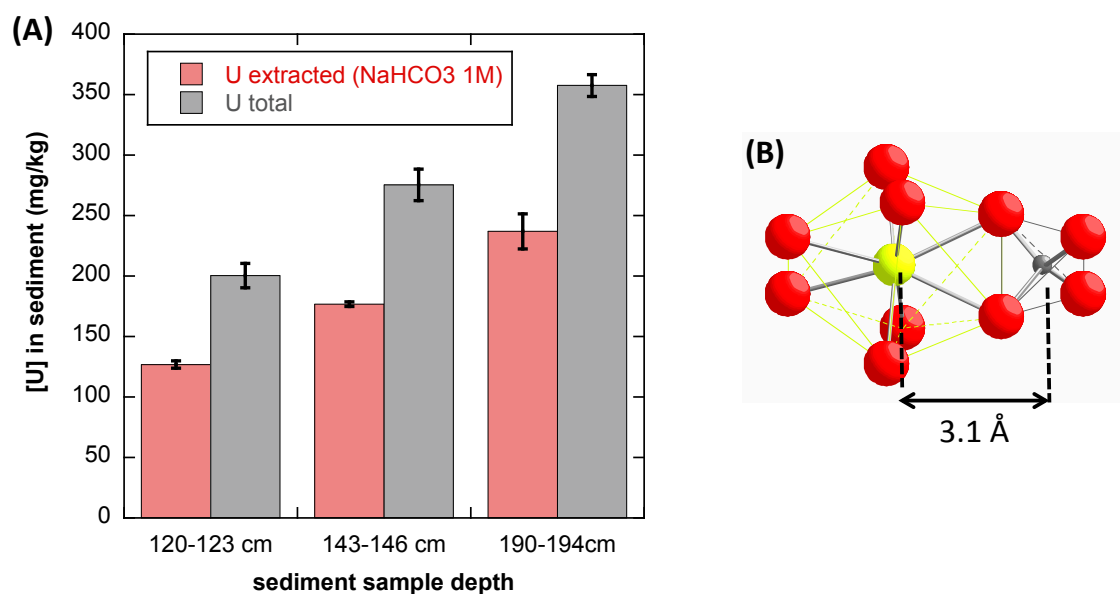 (A)
400
350
300
250
200
150
100
50
0
[U] in sediment (mg/kg)
U extracted (NaHCO3 1M)
U total
120-123 cm
143-146 cm
190-194cm
sediment sample depth
(B)
3.1 Å